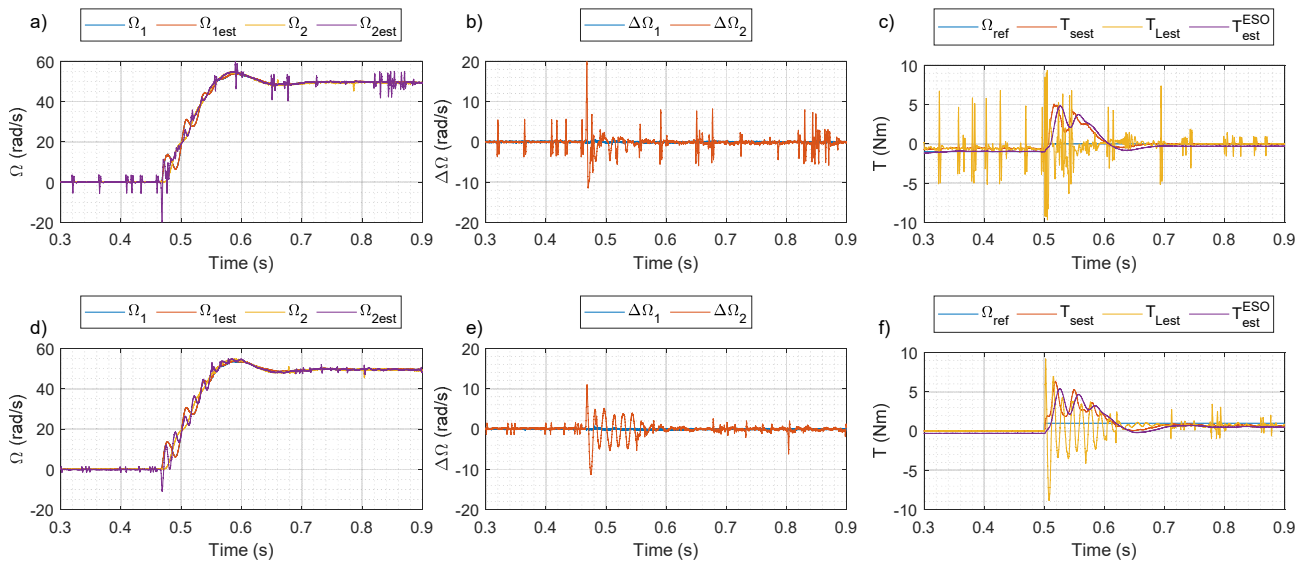 a)
Ω1 Ω1est Ω2 Ω2est
60
40
20
0
-20
Ω (rad/s)
0.3 0.4 0.5 0.6 0.7 0.8 0.9
Time (s)
b)
ΔΩ1 ΔΩ2
20
10
0
-10
-20
ΔΩ (rad/s)
0.3 0.4 0.5 0.6 0.7 0.8 0.9
Time (s)
c)
Ωref Tsest TLest TestESO
10
5
0
-5
-10
T (Nm)
0.3 0.4 0.5 0.6 0.7 0.8 0.9
Time (s)
d)
Ω1 Ω1est Ω2 Ω2est
60
40
20
0
-20
Ω (rad/s)
0.3 0.4 0.5 0.6 0.7 0.8 0.9
Time (s)
e)
ΔΩ1 ΔΩ2
20
10
0
-10
-20
ΔΩ (rad/s)
0.3 0.4 0.5 0.6 0.7 0.8 0.9
Time (s)
f)
Ωref Tsest TLest TestESO
10
5
0
-5
-10
T (Nm)
0.3 0.4 0.5 0.6 0.7 0.8 0.9
Time (s)